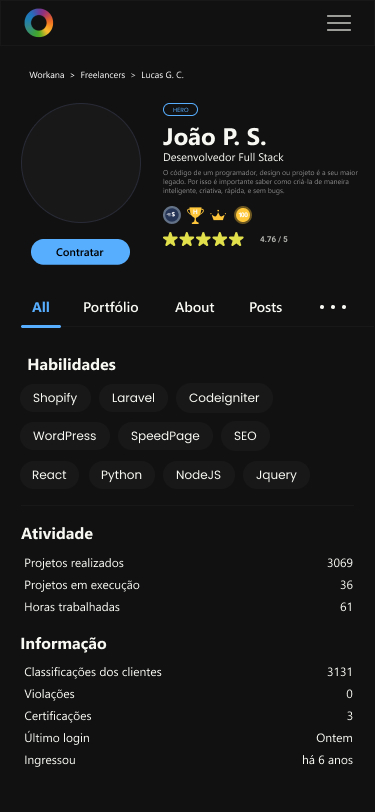 Workana > Freelancers > Lucas G. C.
HERO
João P. S.
Desenvolvedor Full Stack
O código de um programador, design ou projeto é a seu maior
legado. Por isso é importante saber como criá-la de maneira
inteligente, criativa, rápida, e sem bugs.
+5 100
4.76 / 5
Contratar
All Portfólio About Posts
Habilidades
Shopify Laravel Codeigniter
WordPress SpeedPage SEO
React Python NodeJS Jquery
Atividade
Projetos realizados 3069
Projetos em execução 36
Horas trabalhadas 61
Informação
Classificações dos clientes 3131
Violações 0
Certificações 3
Último login Ontem
Ingressou há 6 anos